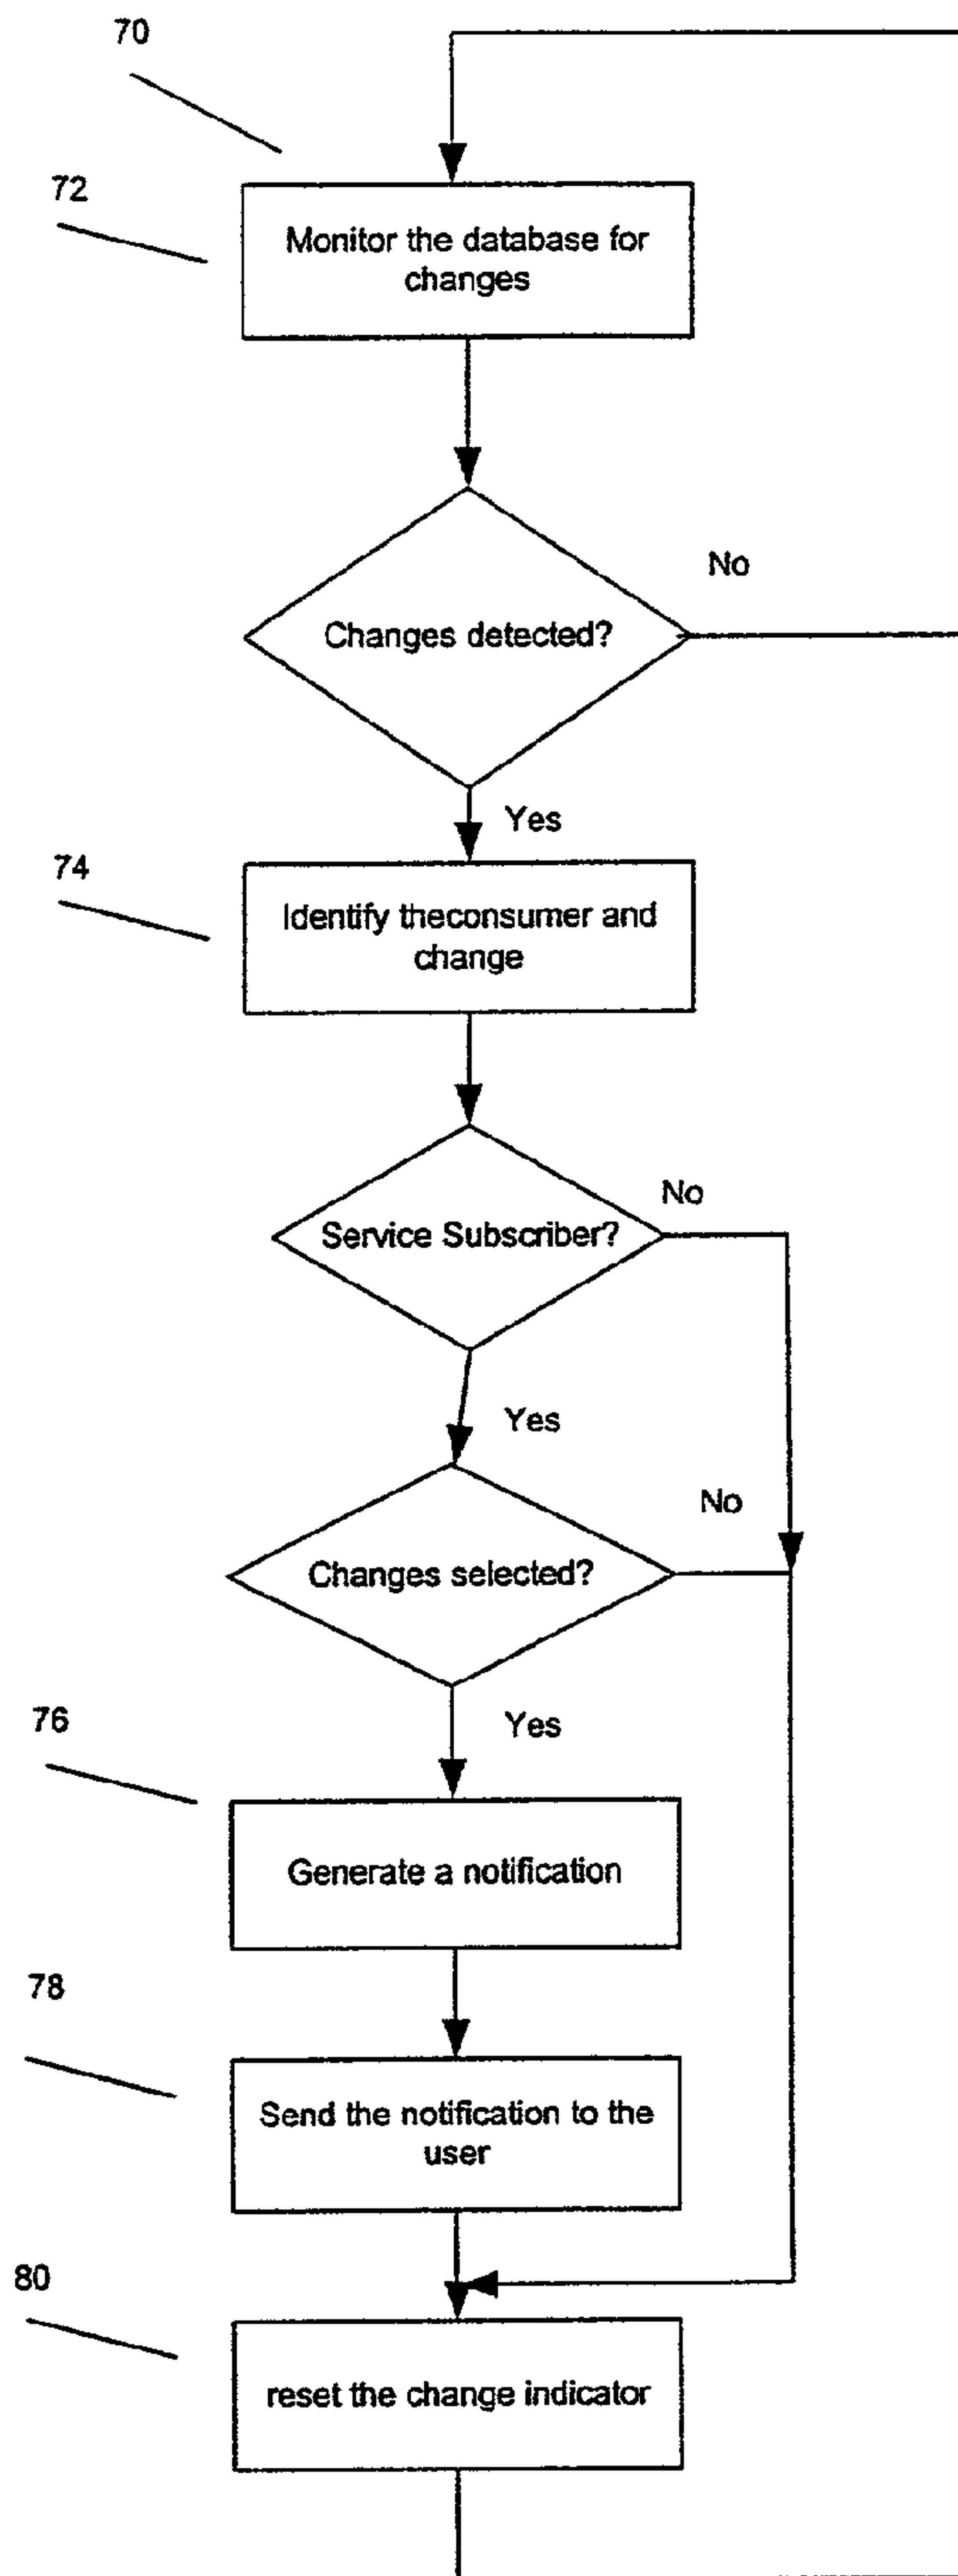 70
72
Monitor the database for
changes
Changes detected?
No
Yes
74
Identify theconsumer and
change
Service Subscriber?
No
Yes
Changes selected?
No
Yes
76
Generate a notification
78
Send the notification to the
user
80
reset the change indicator